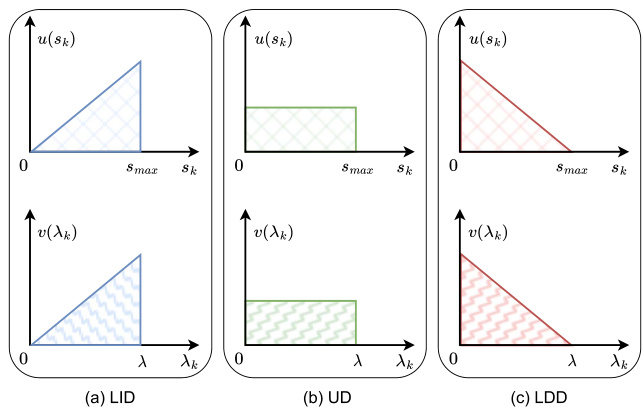 u(s_k)
0
s_max
s_k
v(λ_k)
0
λ
λ_k
(a) LID
u(s_k)
0
s_max
s_k
v(λ_k)
0
λ
λ_k
(b) UD
u(s_k)
0
s_max
s_k
v(λ_k)
0
λ
λ_k
(c) LDD